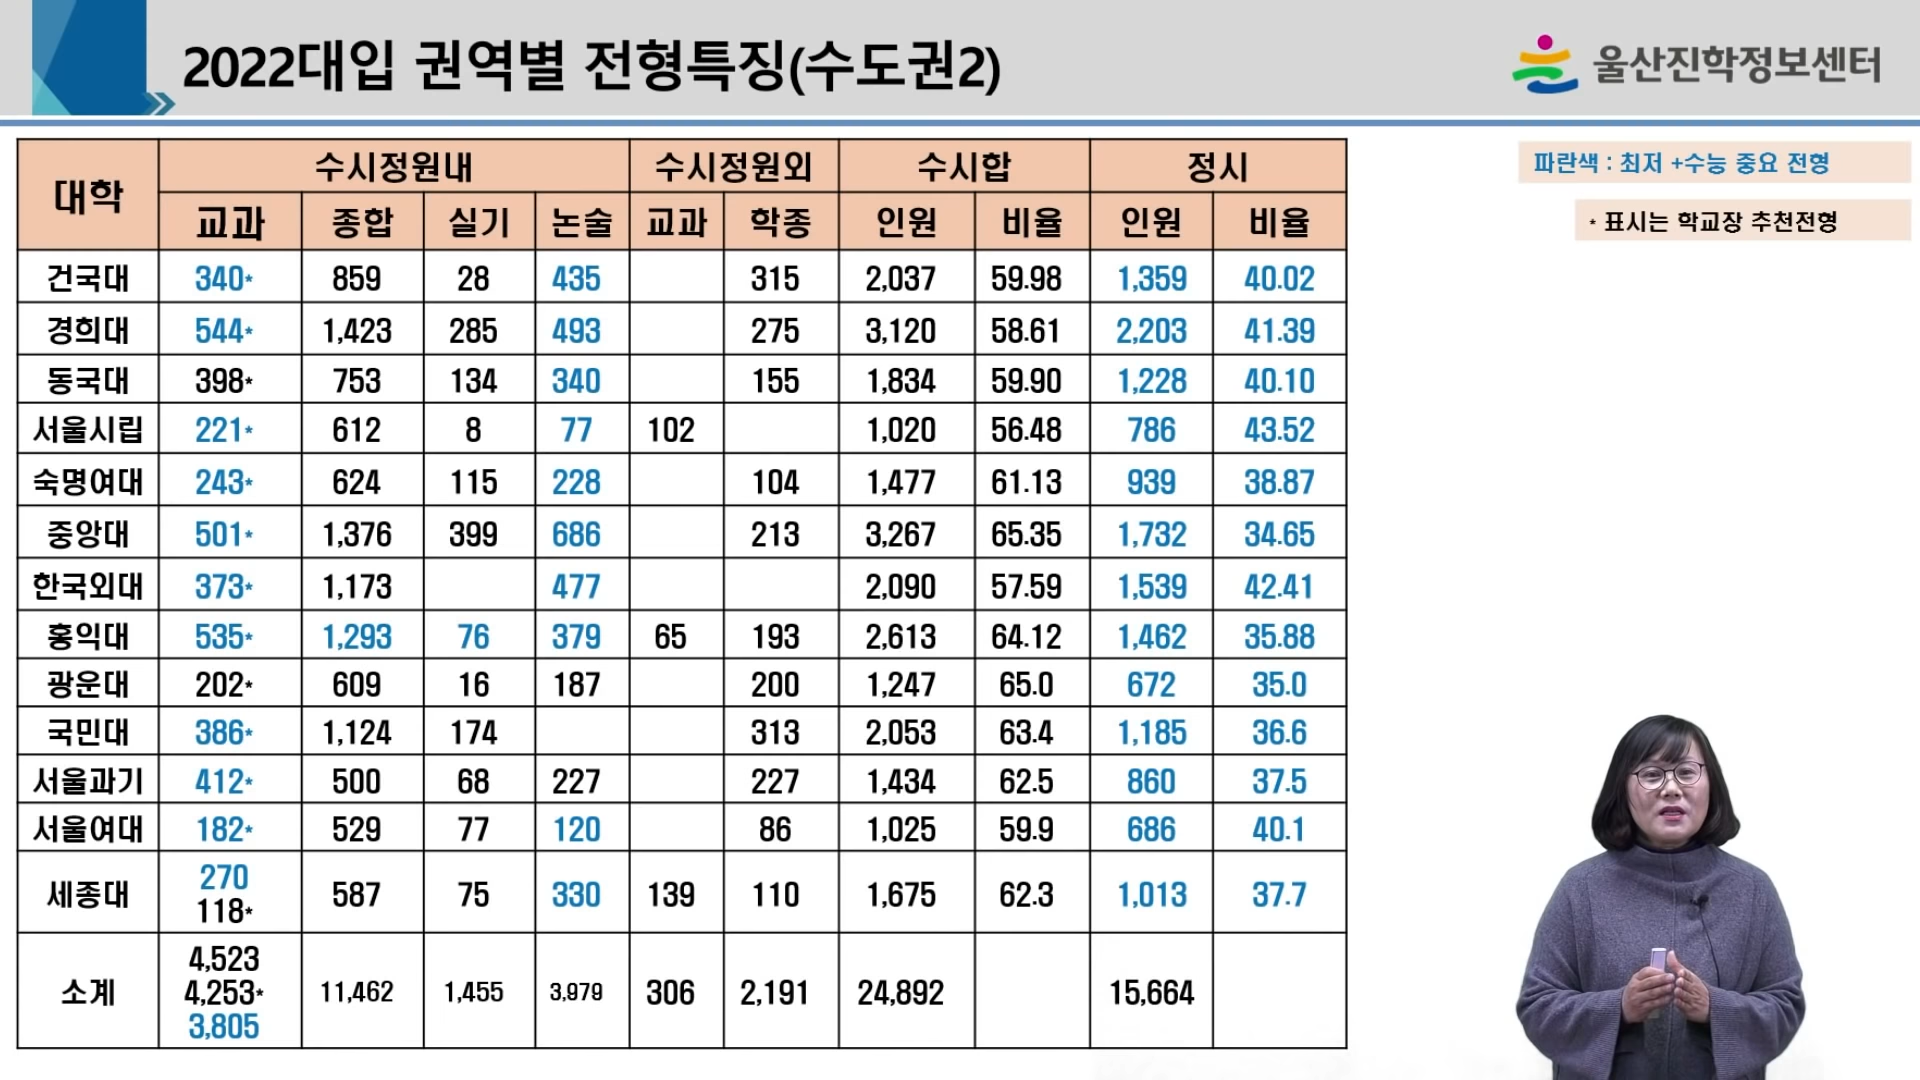 2022대입 권역별 전형특징(수도권2)
울산진학정보센터
파란색 : 최저 +수능 중요 전형
* 표시는 학교장 추천전형
대학 수시정원내 수시정원외 수시합 정시
교과 종합 실기 논술 교과 학종 인원 비율 인원 비율
건국대 340* 859 28 435 315 2,037 59.98 1,359 40.02
경희대 544* 1,423 285 493 275 3,120 58.61 2,203 41.39
동국대 398* 753 134 340 155 1,834 59.90 1,228 40.10
서울시립 221* 612 8 77 102 1,020 56.48 786 43.52
숙명여대 243* 624 115 228 104 1,477 61.13 939 38.87
중앙대 501* 1,376 399 686 213 3,267 65.35 1,732 34.65
한국외대 373* 1,173 477 2,090 57.59 1,539 42.41
홍익대 535* 1,293 76 379 65 193 2,613 64.12 1,462 35.88
광운대 202* 609 16 187 200 1,247 65.0 672 35.0
국민대 386* 1,124 174 313 2,053 63.4 1,185 36.6
서울과기 412* 500 68 227 227 1,434 62.5 860 37.5
서울여대 182* 529 77 120 86 1,025 59.9 686 40.1
세종대 270 118* 587 75 330 139 110 1,675 62.3 1,013 37.7
소계 4,523 4,253* 3,805 11,462 1,455 3,979 306 2,191 24,892 15,664